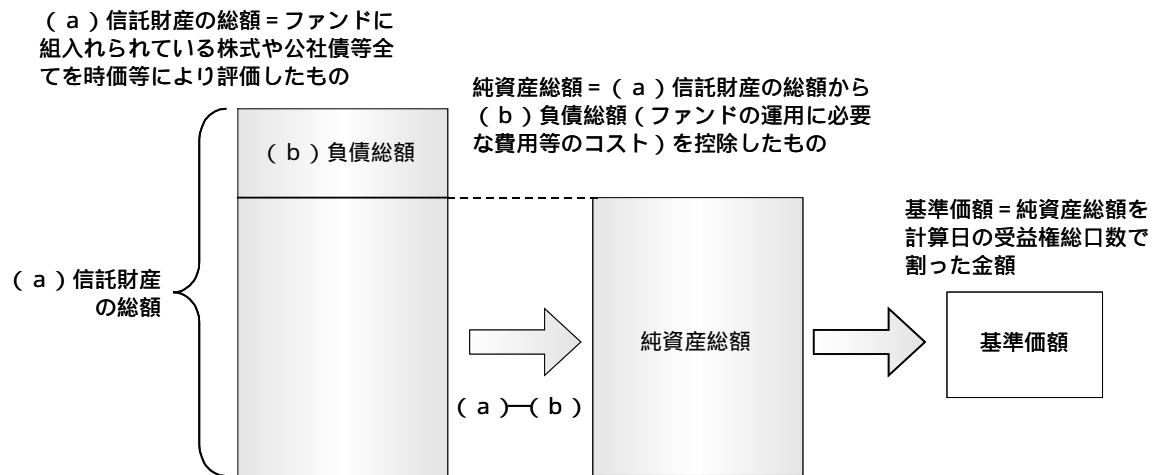 （ａ）信託財産の総額＝ファンドに
組入れられている株式や公社債等全
てを時価等により評価したもの
純資産総額＝（ａ）信託財産の総額から
（ｂ）負債総額（ファンドの運用に必要
な費用等のコスト）を控除したもの
（ｂ）負債総額
基準価額＝純資産総額を
計算日の受益権総口数で
割った金額
（ａ）信託財産
の総額
純資産総額
基準価額
（ａ）―（ｂ）